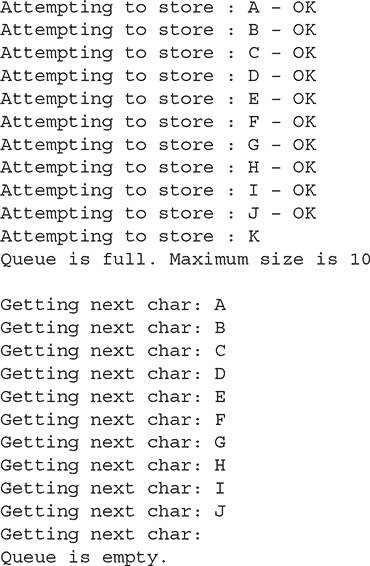 Attempting to store : A – OK
Attempting to store : B – OK
Attempting to store : C – OK
Attempting to store : D – OK
Attempting to store : E – OK
Attempting to store : F – OK
Attempting to store : G – OK
Attempting to store : H – OK
Attempting to store : I – OK
Attempting to store : J – OK
Attempting to store : K
Queue is full. Maximum size is 10

Getting next char: A
Getting next char: B
Getting next char: C
Getting next char: D
Getting next char: E
Getting next char: F
Getting next char: G
Getting next char: H
Getting next char: I
Getting next char: J
Getting next char:
Queue is empty.